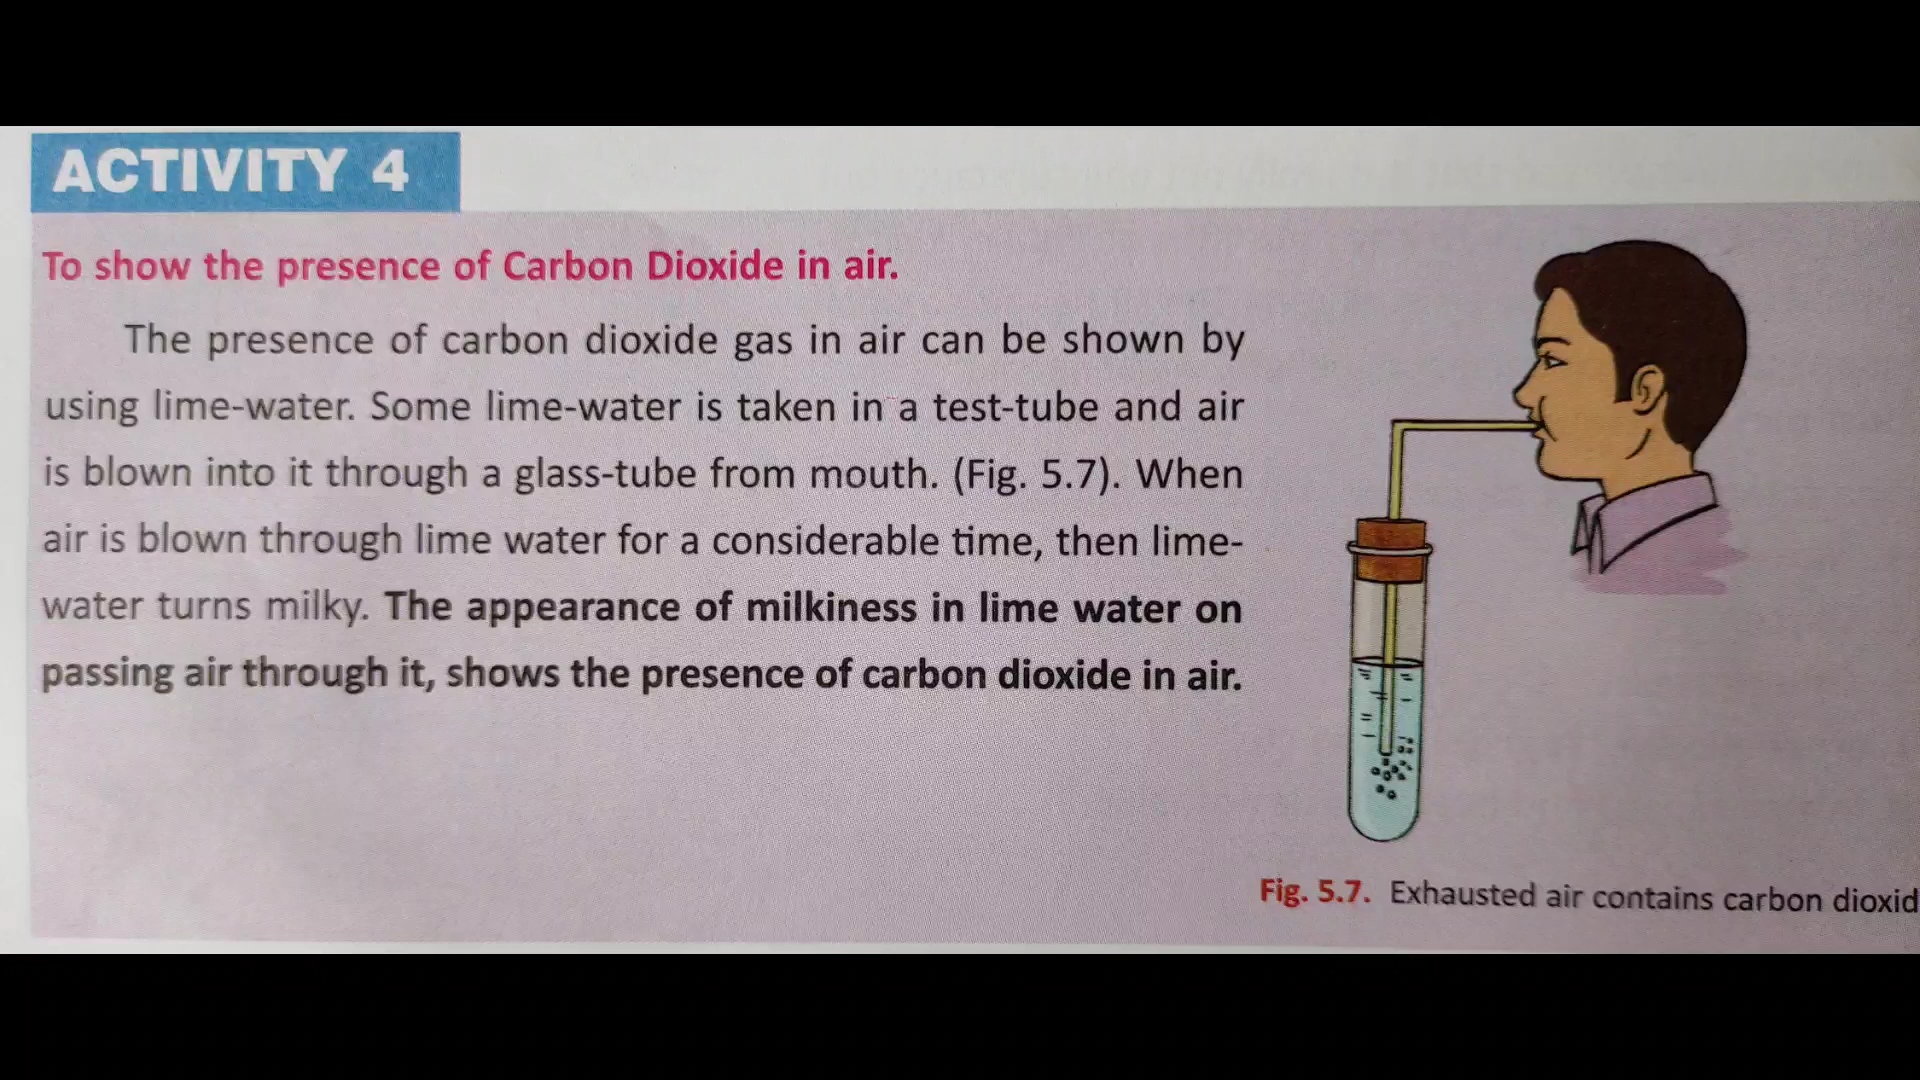 ACTIVITY 4
To show the presence of Carbon Dioxide in air.
The presence of carbon dioxide gas in air can be shown by
using lime-water. Some lime-water is taken in a test-tube and air
is blown into it through a glass-tube from mouth. (Fig. 5.7). When
air is blown through lime water for a considerable time, then lime-
water turns milky. The appearance of milkiness in lime water on
passing air through it, shows the presence of carbon dioxide in air.
Fig. 5.7. Exhausted air contains carbon dioxid